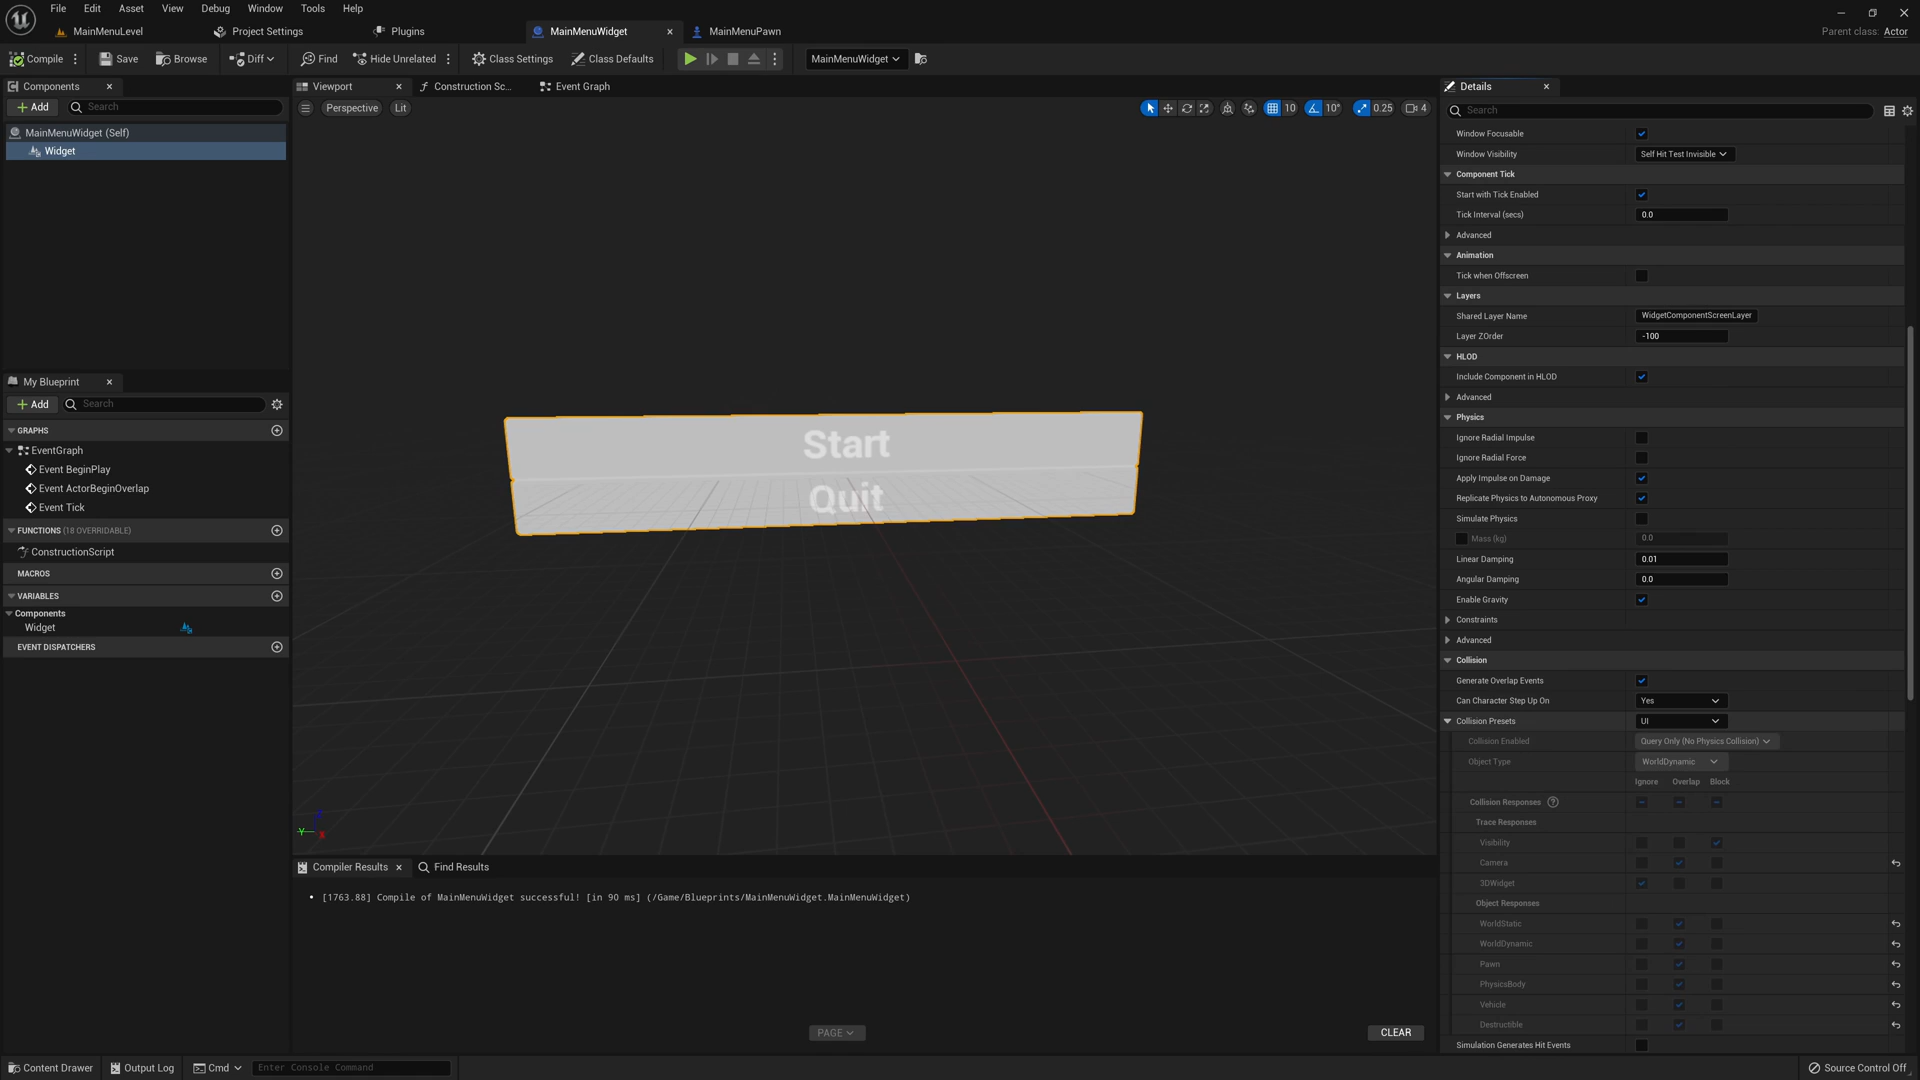 File Edit Asset View Debug Window Tools Help
MainMenuLevel Project Settings Plugins MainMenuWidget MainMenuPawn
Parent class: Actor
Compile Save Browse Diff Find Hide Unrelated Class Settings Class Defaults MainMenuWidget
Components
Add Search
MainMenuWidget (Self)
Widget
My Blueprint
Add Search
GRAPHS
EventGraph
Event BeginPlay
Event ActorBeginOverlap
Event Tick
FUNCTIONS (18 OVERRIDABLE)
ConstructionScript
MACROS
VARIABLES
Components
Widget
EVENT DISPATCHERS
Viewport Construction Sc... Event Graph
Perspective Lit
10 10° 0.25 4
Start
Quit
Y X
Compiler Results Find Results
• [1763.88] Compile of MainMenuWidget successful! [in 90 ms] (/Game/Blueprints/MainMenuWidget.MainMenuWidget)
PAGE
CLEAR
Details
Search
Window Focusable
Window Visibility Self Hit Test Invisible
Component Tick
Start with Tick Enabled
Tick Interval (secs) 0.0
Advanced
Animation
Tick when Offscreen
Layers
Shared Layer Name WidgetComponentScreenLayer
Layer ZOrder -100
HLOD
Include Component in HLOD
Advanced
Physics
Ignore Radial Impulse
Ignore Radial Force
Apply Impulse on Damage
Replicate Physics to Autonomous Proxy
Simulate Physics
Mass (kg) 0.0
Linear Damping 0.01
Angular Damping 0.0
Enable Gravity
Constraints
Advanced
Collision
Generate Overlap Events
Can Character Step Up On Yes
Collision Presets UI
Collision Enabled Query Only (No Physics Collision)
Object Type WorldDynamic
Ignore Overlap Block
Collision Responses ?
Trace Responses
Visibility
Camera
3DWidget
Object Responses
WorldStatic
WorldDynamic
Pawn
PhysicsBody
Vehicle
Destructible
Simulation Generates Hit Events
Content Drawer Output Log Cmd Enter Console Command
Source Control Off